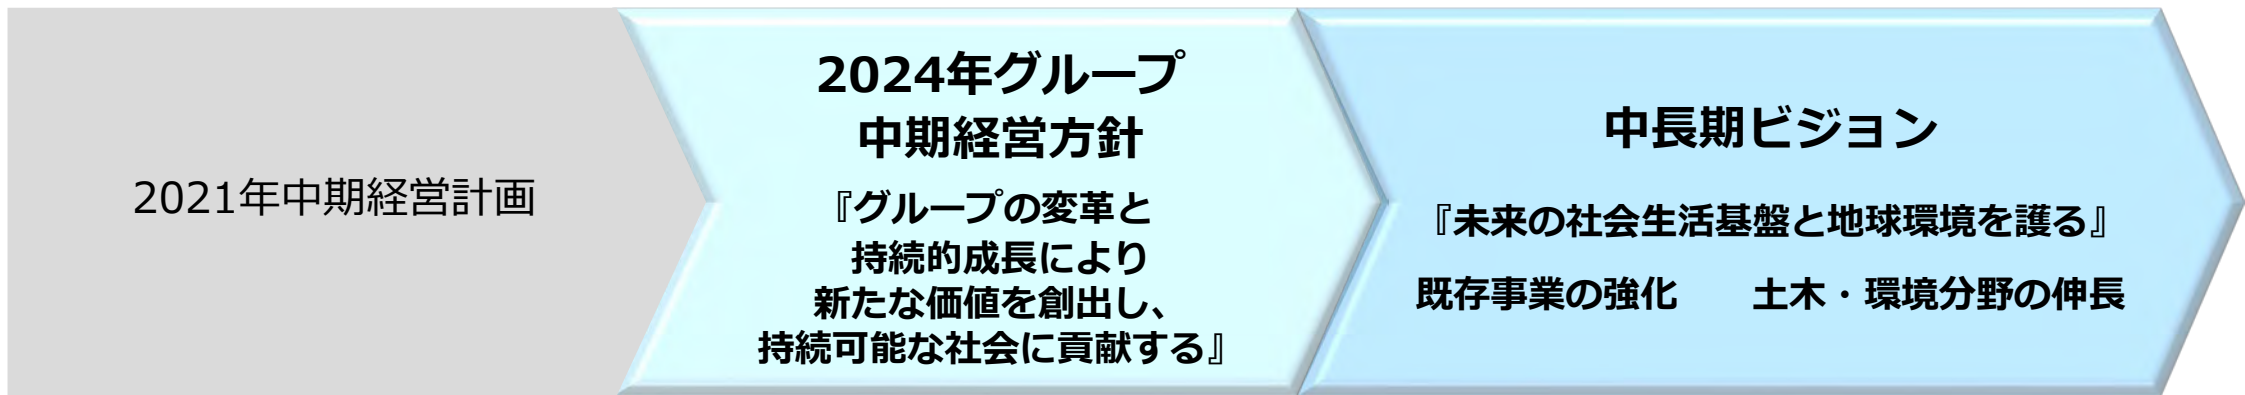 2021年中期経営計画
2024年グループ
中期経営方針
『グループの変革と
持続的成長により
新たな価値を創出し、
持続可能な社会に貢献する』
中長期ビジョン
『未来の社会生活基盤と地球環境を護る』
既存事業の強化　　土木・環境分野の伸長